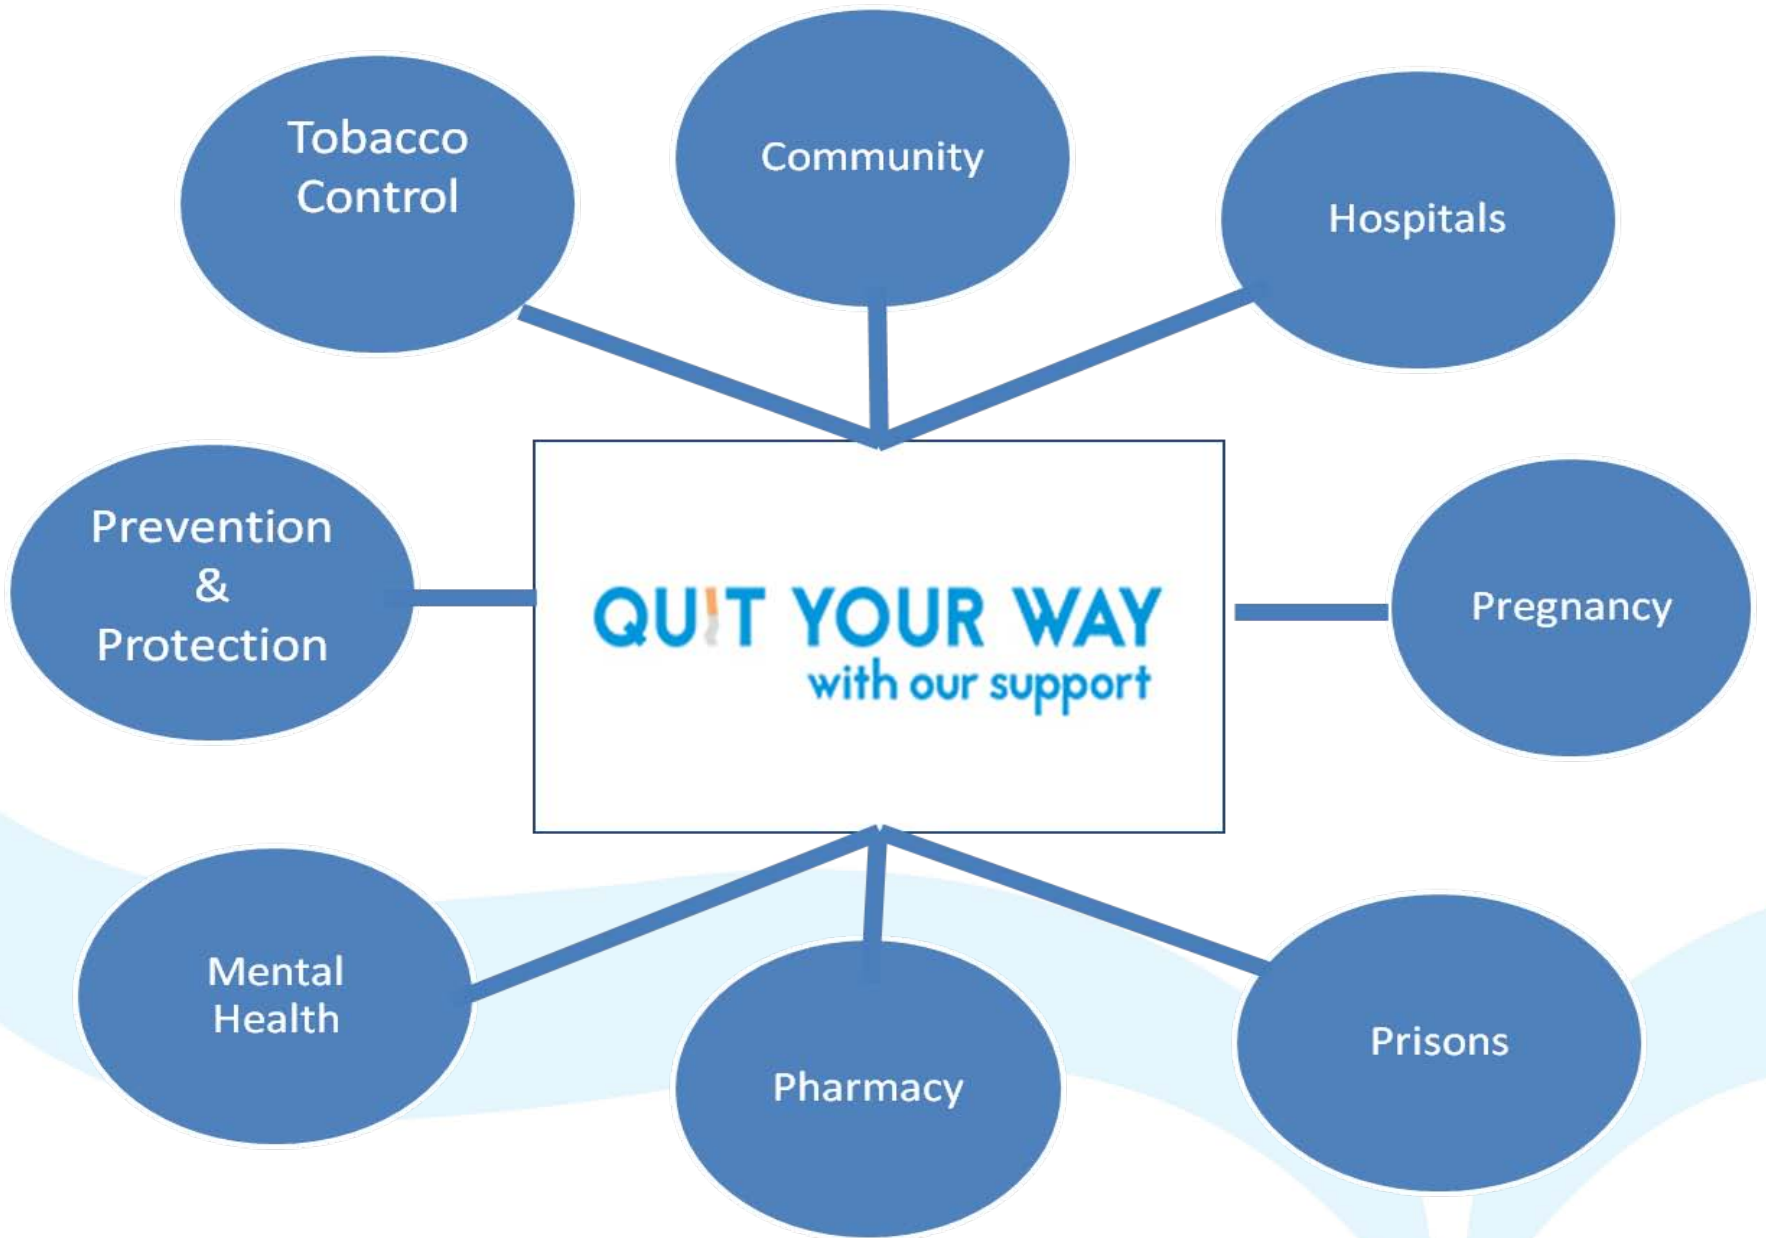 Tobacco
Control
Community
Hospitals
Prevention
&
Protection
QUIT YOUR WAY
with our support
Pregnancy
Mental
Health
Pharmacy
Prisons